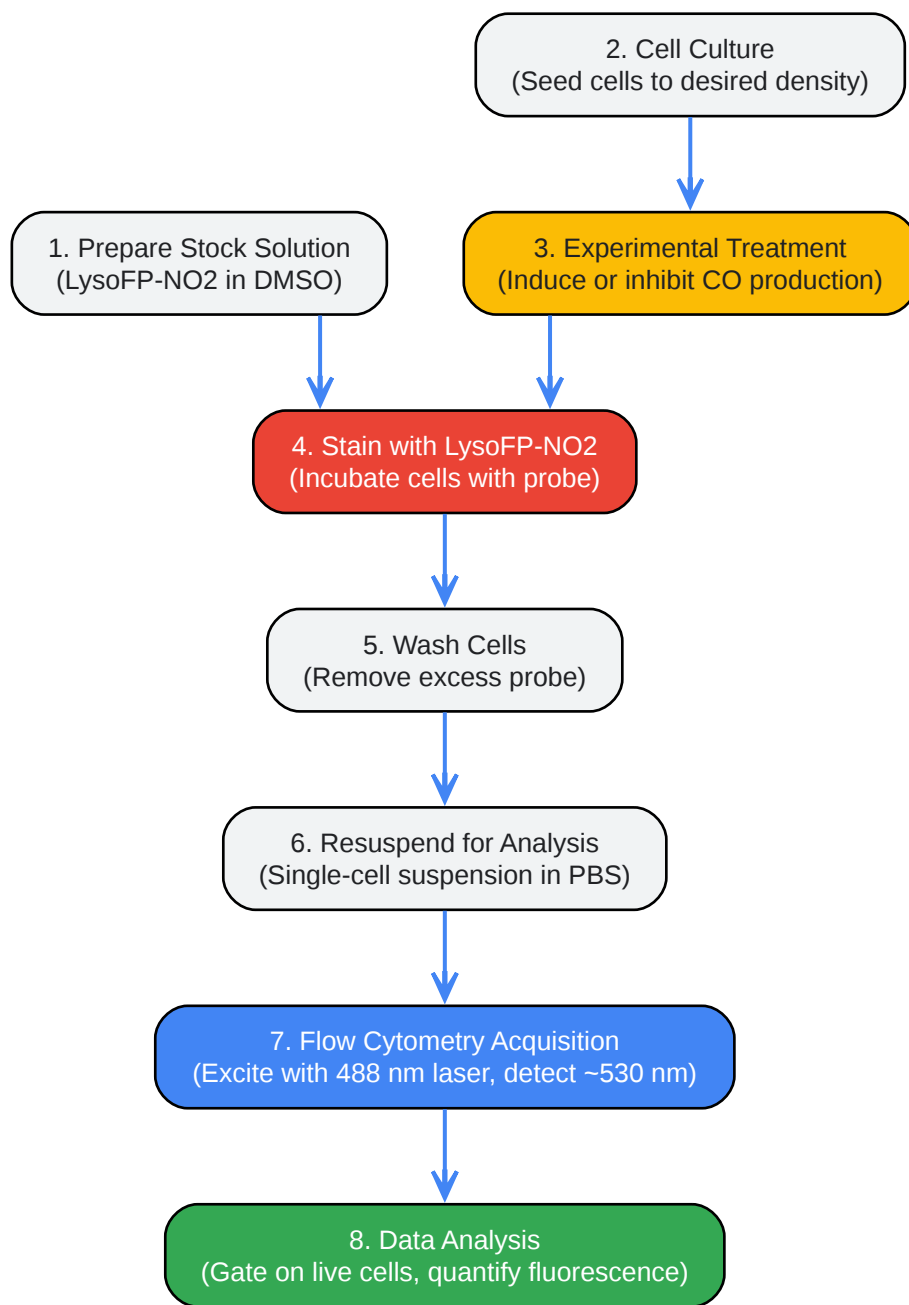 2. Cell Culture
(Seed cells to desired density)
1. Prepare Stock Solution
(LysoFP-NO2 in DMSO)
3. Experimental Treatment
(Induce or inhibit CO production)
4. Stain with LysoFP-NO2
(Incubate cells with probe)
5. Wash Cells
(Remove excess probe)
6. Resuspend for Analysis
(Single-cell suspension in PBS)
7. Flow Cytometry Acquisition
(Excite with 488 nm laser, detect ~530 nm)
8. Data Analysis
(Gate on live cells, quantify fluorescence)